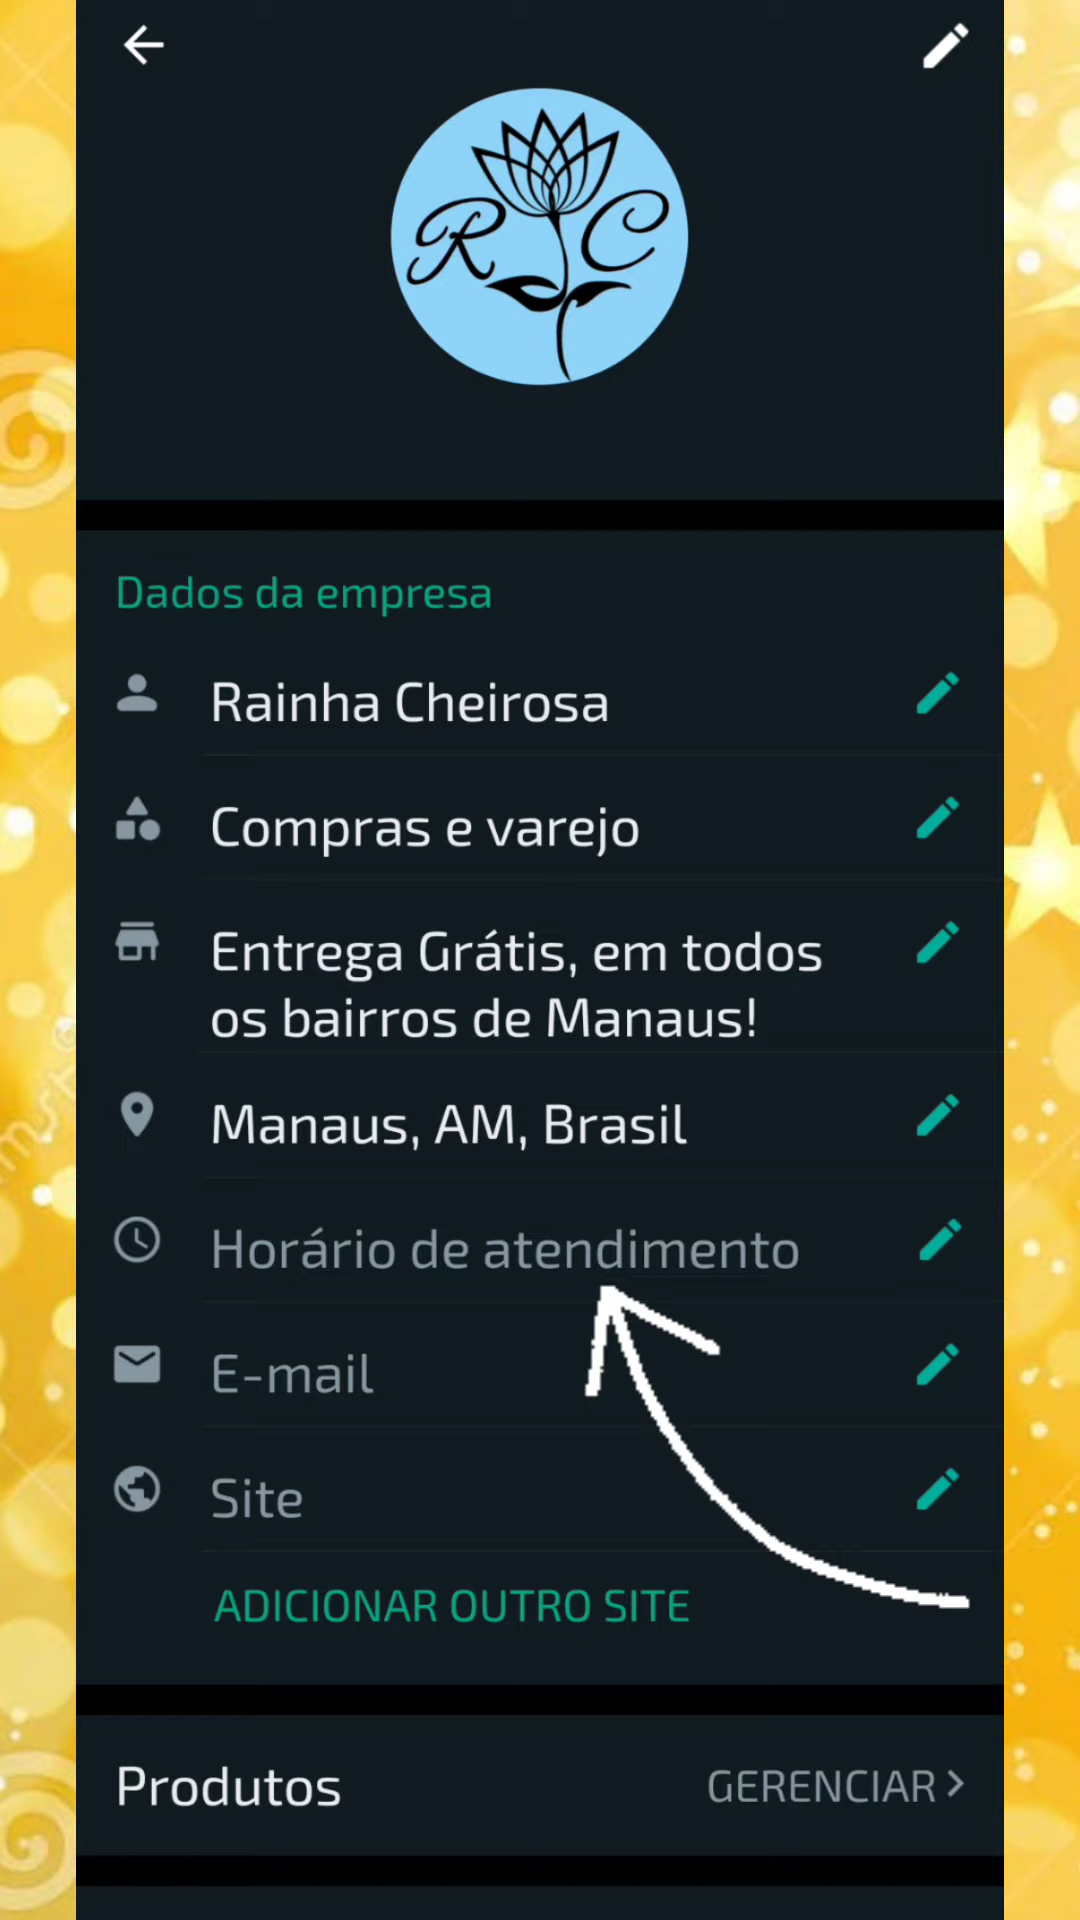 R C
Dados da empresa
Rainha Cheirosa
Compras e varejo
Entrega Grátis, em todos
os bairros de Manaus!
Manaus, AM, Brasil
Horário de atendimento
E-mail
Site
ADICIONAR OUTRO SITE
Produtos
GERENCIAR